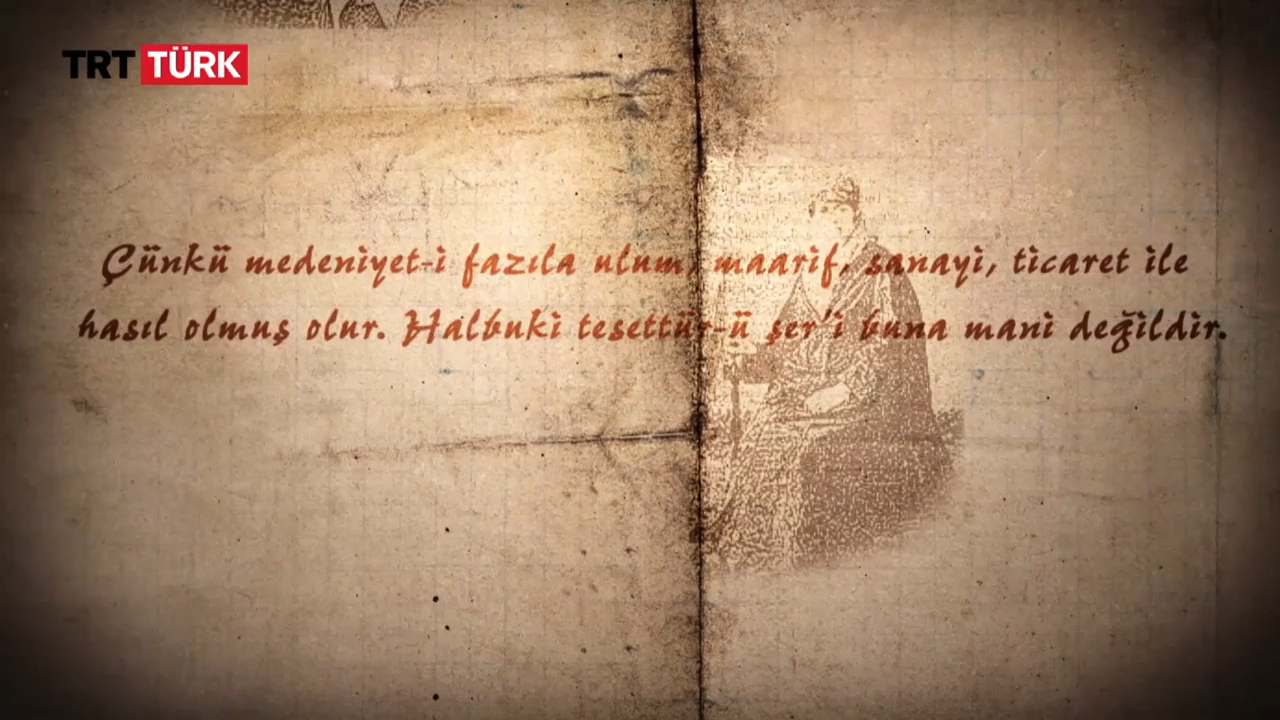 TRT TÜRK
Çünkü medeniyet-i fazıla ulum, maarif, sanayi, ticaret ile
hasıl olmuş olur. Halbuki tesettür-ü şer'i buna mani değildir.